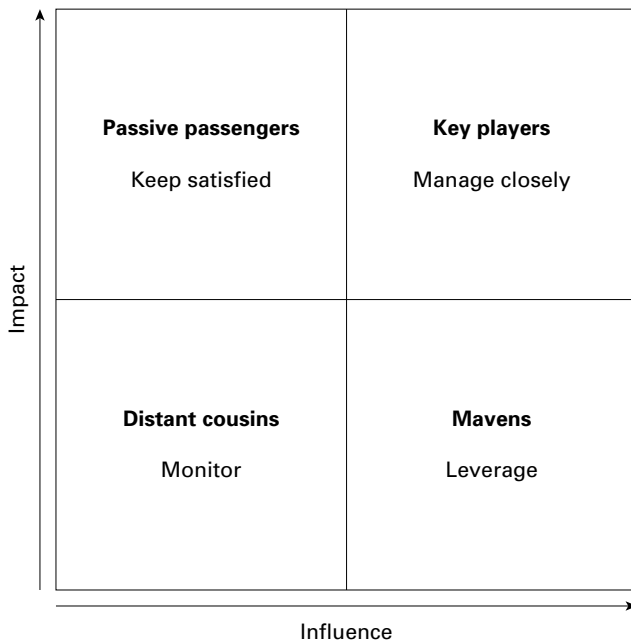 Passive passengers
Keep satisfied
Key players
Manage closely
Impact
Distant cousins
Monitor
Mavens
Leverage
Influence